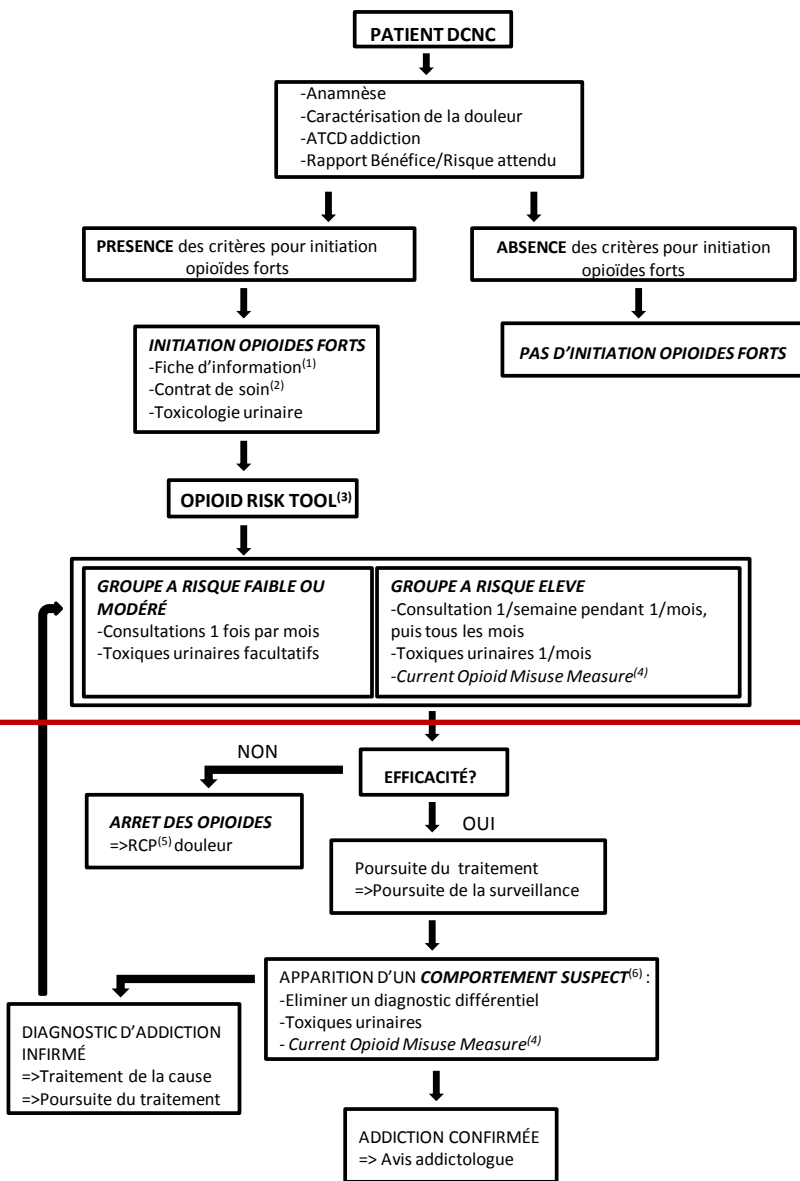 PATIENT DCNC
-Anamnèse
-Caractérisation de la douleur
-ATCD addiction
-Rapport Bénéfice/Risque attendu
PRESENCE des critères pour initiation
opioïdes forts
ABSENCE des critères pour initiation
opioïdes forts
INITIATION OPIOIDES FORTS
-Fiche d'information(1)
-Contrat de soin(2)
-Toxicologie urinaire
PAS D'INITIATION OPIOIDES FORTS
OPIOID RISK TOOL(3)
GROUPE A RISQUE FAIBLE OU
MODÉRÉ
-Consultations 1 fois par mois
-Toxiques urinaires facultatifs
GROUPE A RISQUE ELEVE
-Consultation 1/semaine pendant 1/mois,
puis tous les mois
-Toxiques urinaires 1/mois
-Current Opioid Misuse Measure(4)
NON
EFFICACITÉ?
ARRET DES OPIOIDES
=>RCP(5) douleur
OUI
Poursuite du traitement
=>Poursuite de la surveillance
APPARITION D'UN COMPORTEMENT SUSPECT(6) :
-Eliminer un diagnostic différentiel
-Toxiques urinaires
- Current Opioid Misuse Measure(4)
DIAGNOSTIC D'ADDICTION
INFIRMÉ
=>Traitement de la cause
=>Poursuite du traitement
ADDICTION CONFIRMÉE
=> Avis addictologue